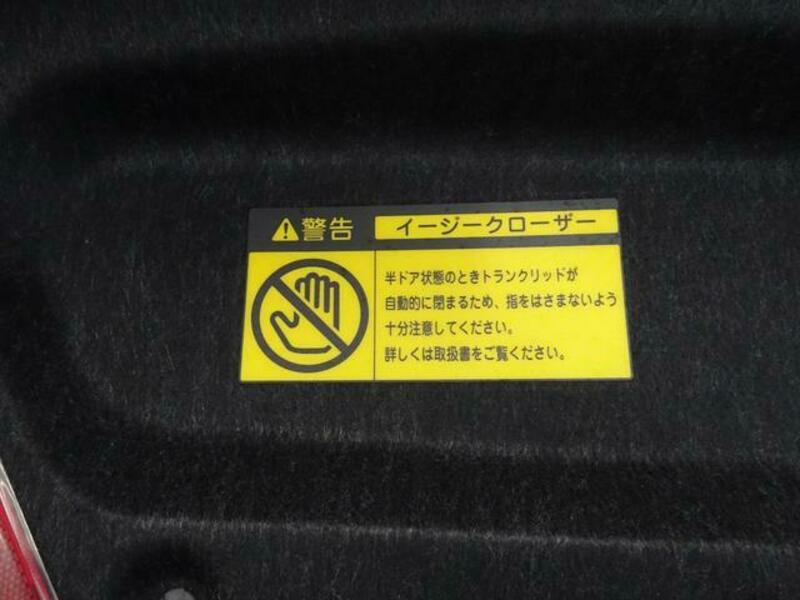 警告 イージークローザー
半ドア状態のときトランクリッドが
自動的に閉まるため、指をはさまないよう
十分注意してください。
詳しくは取扱書をご覧ください。